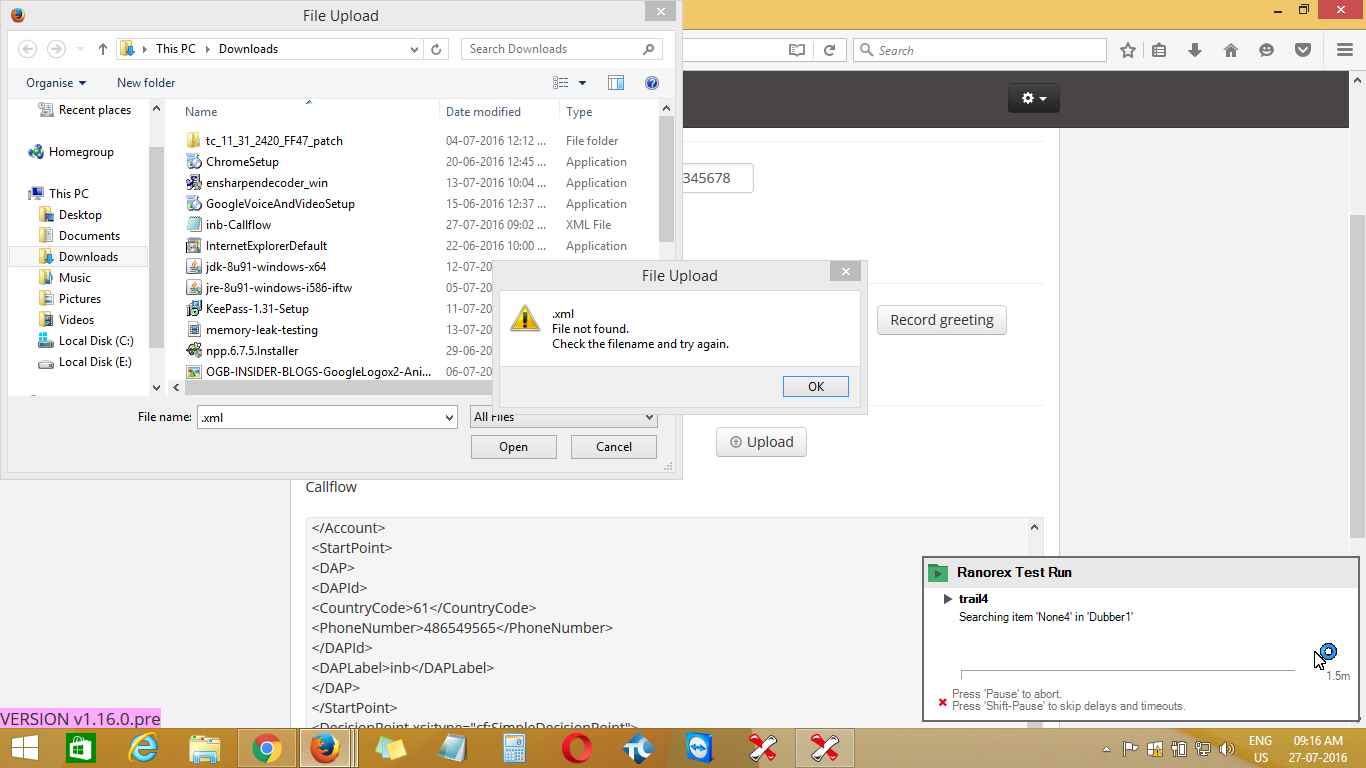 File Upload
This PC
Downloads
Search Downloads
Search
Organise
New folder
Name
Date modified
Type
Recent places
Homegroup
This PC
Desktop
Documents
Downloads
Music
Pictures
Videos
Local Disk (C:)
Local Disk (E:)
tc_11_31_2420_FF47_patch 04-07-2016 12:12 ... File folder
ChromeSetup 20-06-2016 12:45 ... Application
ensharpendecoder_win 13-07-2016 10:04 ... Application
GoogleVoiceAndVideoSetup 15-06-2016 12:37 ... Application
inb-Callflow 27-07-2016 09:02 ... XML File
InternetExplorerDefault 22-06-2016 10:00 ... Application
jdk-8u91-windows-x64 12-07-20
jre-8u91-windows-i586-iftw 05-07-20
KeePass-1.31-Setup 11-07-20
memory-leak-testing 13-07-20
npp.6.7.5.Installer 29-06-20
OGB-INSIDER-BLOGS-GoogleLogox2-Ani... 06-07-20
File name: .xml
All Files
Open
Cancel
File Upload
.xml
File not found.
Check the filename and try again.
OK
345678
Record greeting
Upload
Callflow
</Account>
<StartPoint>
<DAP>
<DAPId>
<CountryCode>61</CountryCode>
<PhoneNumber>486549565</PhoneNumber>
</DAPId>
<DAPLabel>inb</DAPLabel>
</DAP>
</StartPoint>
<DecisionPoint xsi:type="cf:SimpleDecisionPoint">
Ranorex Test Run
trail4
Searching item 'None4' in 'Dubber1'
1.5m
Press 'Pause' to abort.
Press 'Shift-Pause' to skip delays and timeouts.
VERSION v1.16.0.pre
ENG
US
09:16 AM
27-07-2016